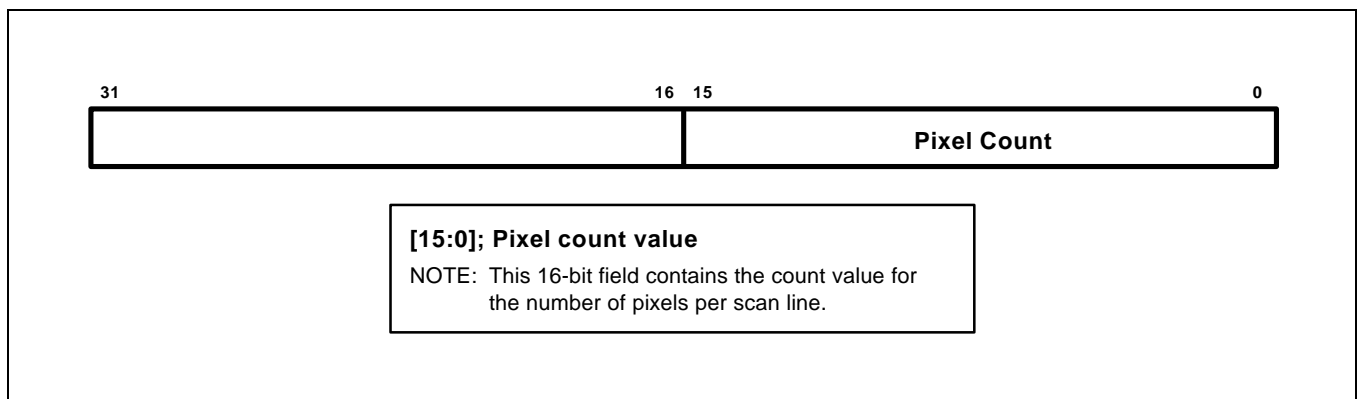 31 16 15 0
Pixel Count
[15:0]; Pixel count value
NOTE: This 16-bit field contains the count value for
the number of pixels per scan line.